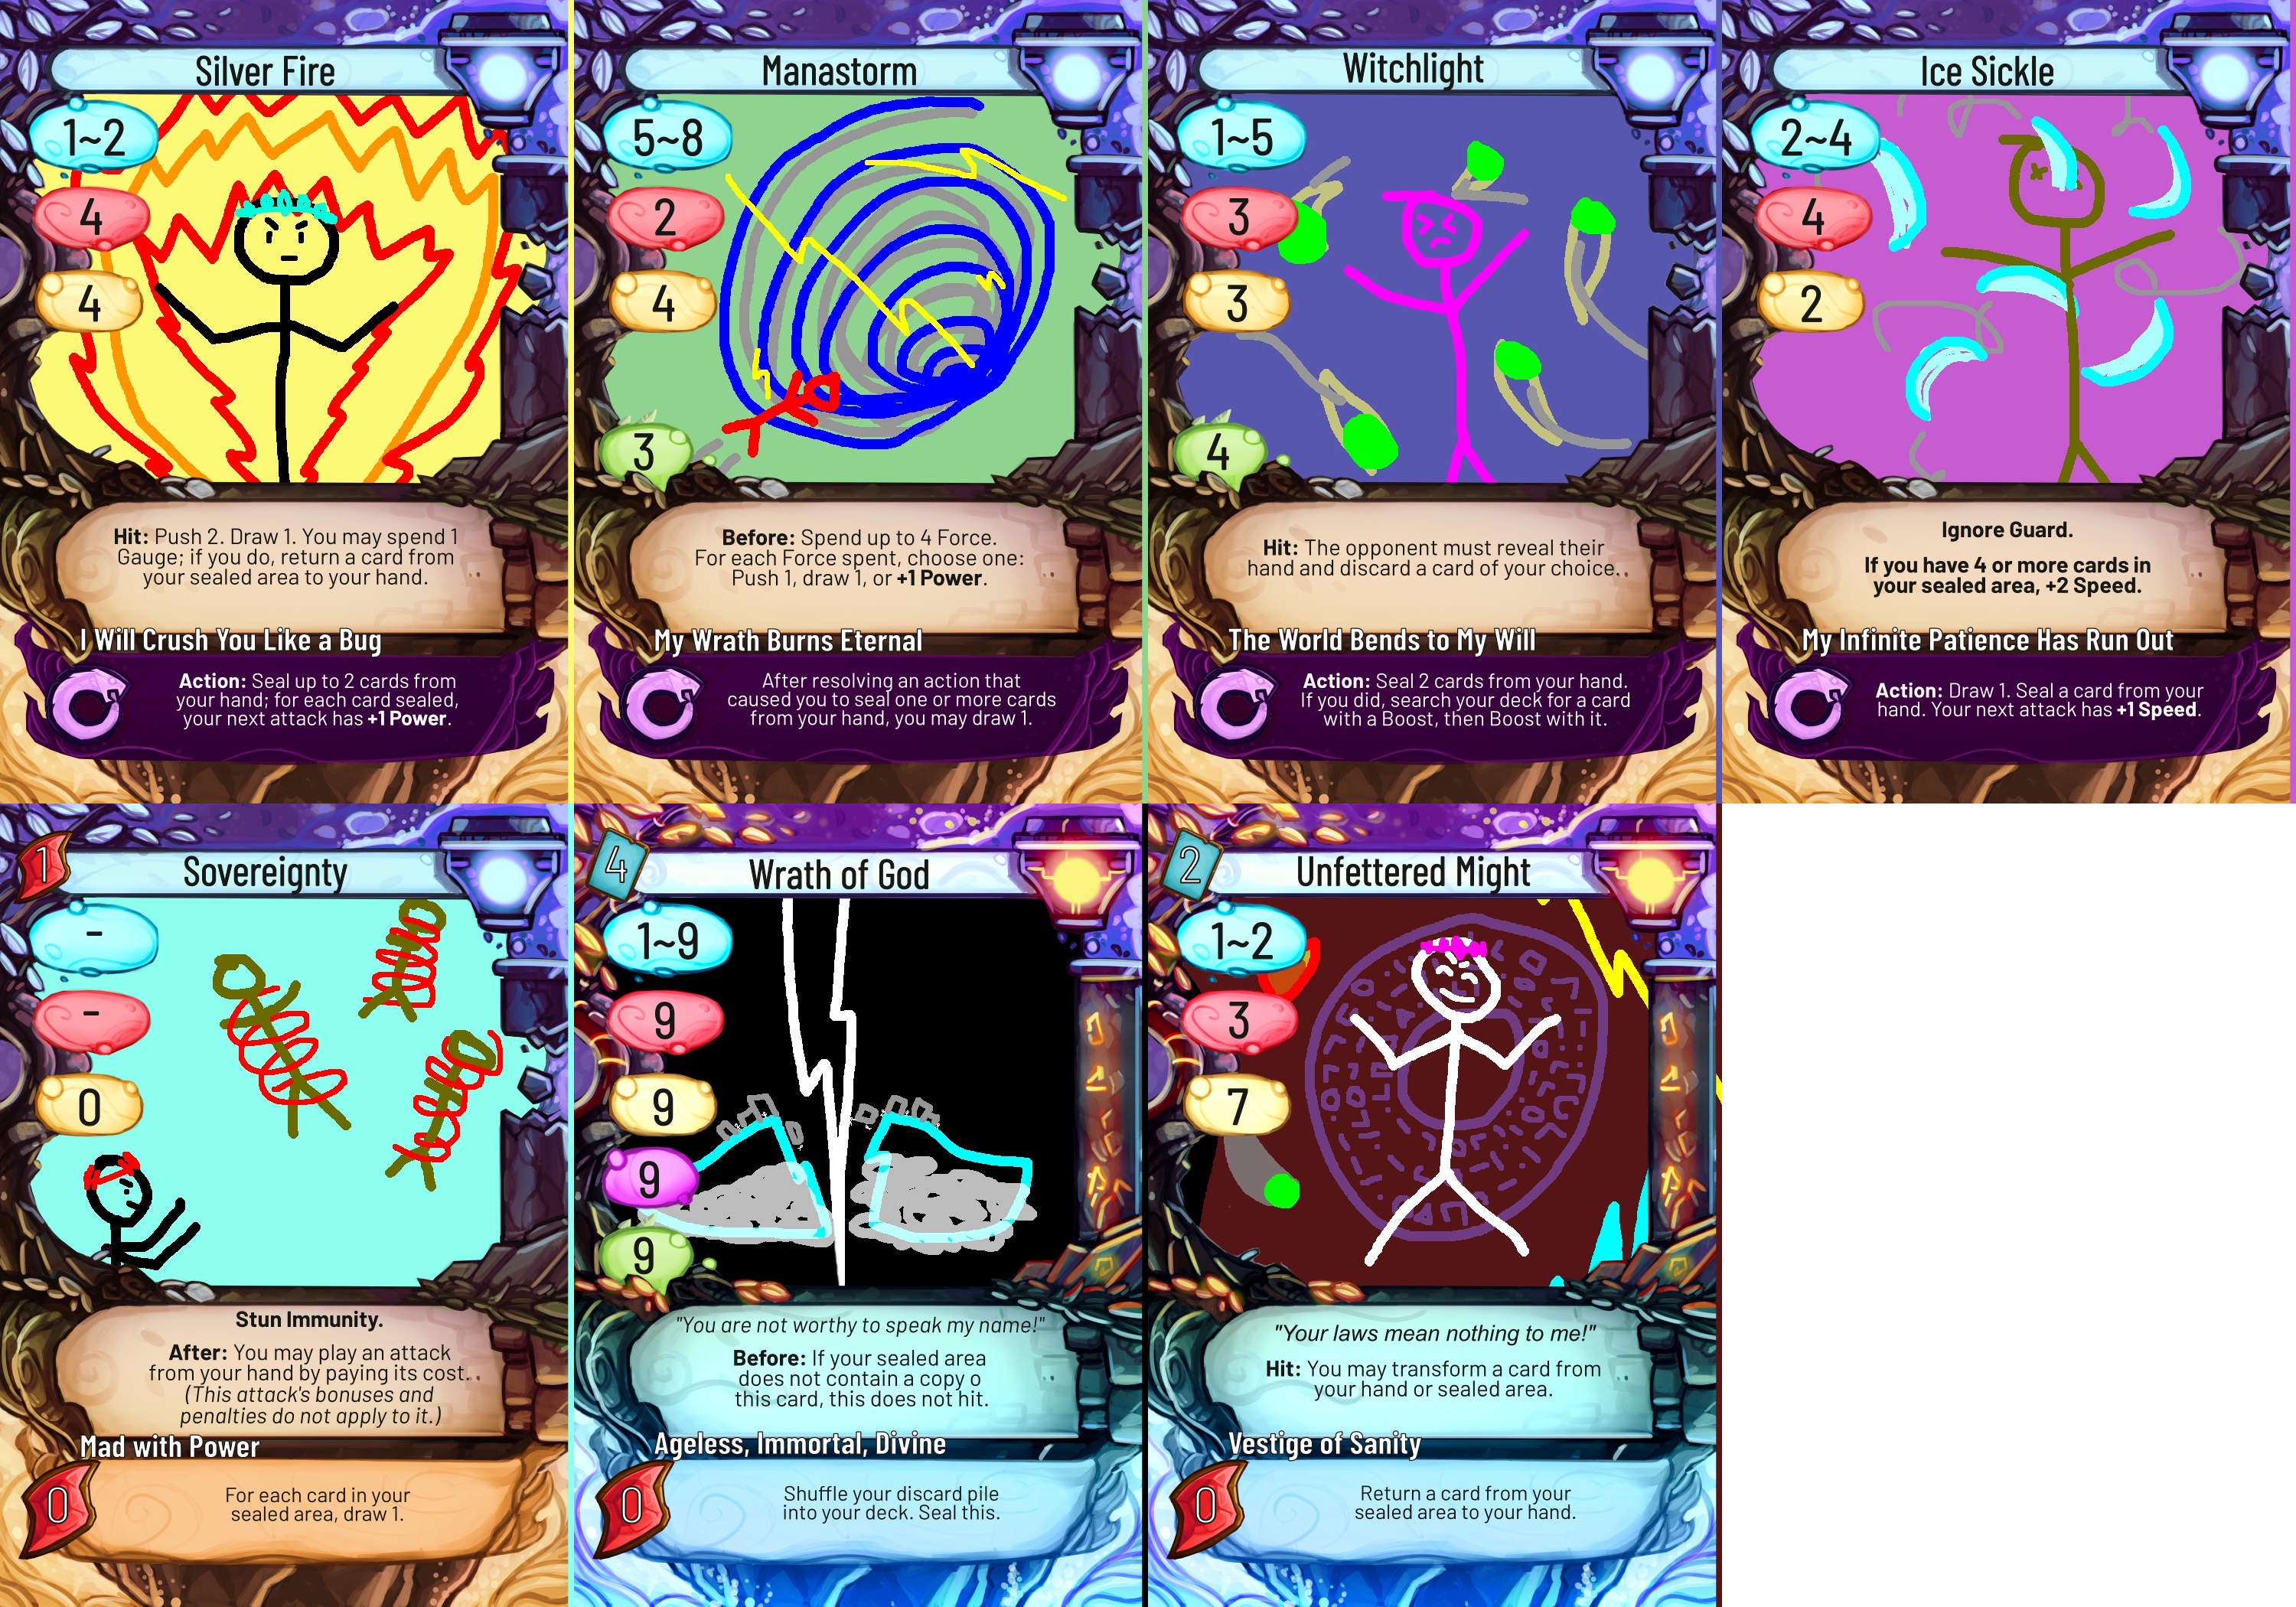 Silver Fire
1~2
4
4
Hit: Push 2. Draw 1. You may spend 1
Gauge; if you do, return a card from
your sealed area to your hand.
I Will Crush You Like a Bug
Action: Seal up to 2 cards from
your hand; for each card sealed,
your next attack has +1 Power.
Manastorm
5~8
2
4
3
Before: Spend up to 4 Force.
For each Force spent, choose one:
Push 1, draw 1, or +1 Power.
My Wrath Burns Eternal
After resolving an action that
caused you to seal one or more cards
from your hand, you may draw 1.
Witchlight
1~5
3
3
4
Hit: The opponent must reveal their
hand and discard a card of your choice.
The World Bends to My Will
Action: Seal 2 cards from your hand.
If you did, search your deck for a card
with a Boost, then Boost with it.
Ice Sickle
2~4
4
2
Ignore Guard.
If you have 4 or more cards in
your sealed area, +2 Speed.
My Infinite Patience Has Run Out
Action: Draw 1. Seal a card from your
hand. Your next attack has +1 Speed.
1
Sovereignty
-
-
0
Stun Immunity.
After: You may play an attack
from your hand by paying its cost.
(This attack's bonuses and
penalties do not apply to it.)
Mad with Power
0
For each card in your
sealed area, draw 1.
4
Wrath of God
1~9
9
9
9
9
"You are not worthy to speak my name!"
Before: If your sealed area
does not contain a copy o
this card, this does not hit.
Ageless, Immortal, Divine
0
Shuffle your discard pile
into your deck. Seal this.
2
Unfettered Might
1~2
3
7
"Your laws mean nothing to me!"
Hit: You may transform a card from
your hand or sealed area.
Vestige of Sanity
0
Return a card from your
sealed area to your hand.